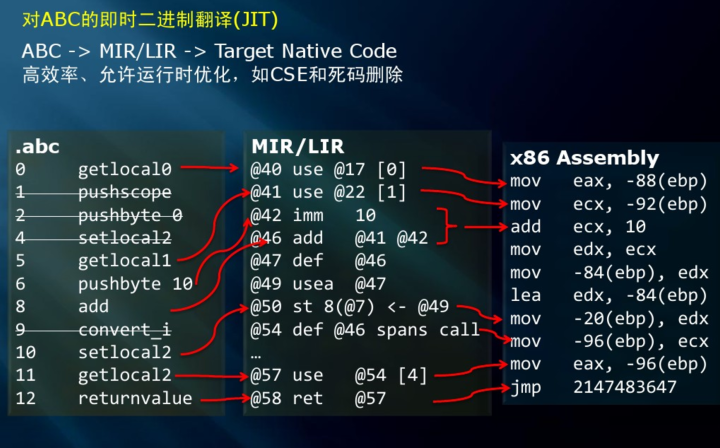 对ABC的即时二进制翻译(JIT)
ABC -> MIR/LIR -> Target Native Code
高效率、允许运行时优化，如CSE和死码删除
.abc
0 getlocal0
1 pushscope
2 pushbyte 0
4 setlocal2
5 getlocal1
6 pushbyte 10
8 add
9 convert_i
10 setlocal2
11 getlocal2
12 returnvalue
MIR/LIR
@40 use @17 [0]
@41 use @22 [1]
@42 imm 10
@46 add @41 @42
@47 def @46
@49 usea @47
@50 st 8(@7) <- @49
@54 def @46 spans call
…
@57 use @54 [4]
@58 ret @57
x86 Assembly
mov eax, -88(ebp)
mov ecx, -92(ebp)
add ecx, 10
mov edx, ecx
mov -84(ebp), edx
lea edx, -84(ebp)
mov -20(ebp), edx
mov -96(ebp), ecx
mov eax, -96(ebp)
jmp 2147483647